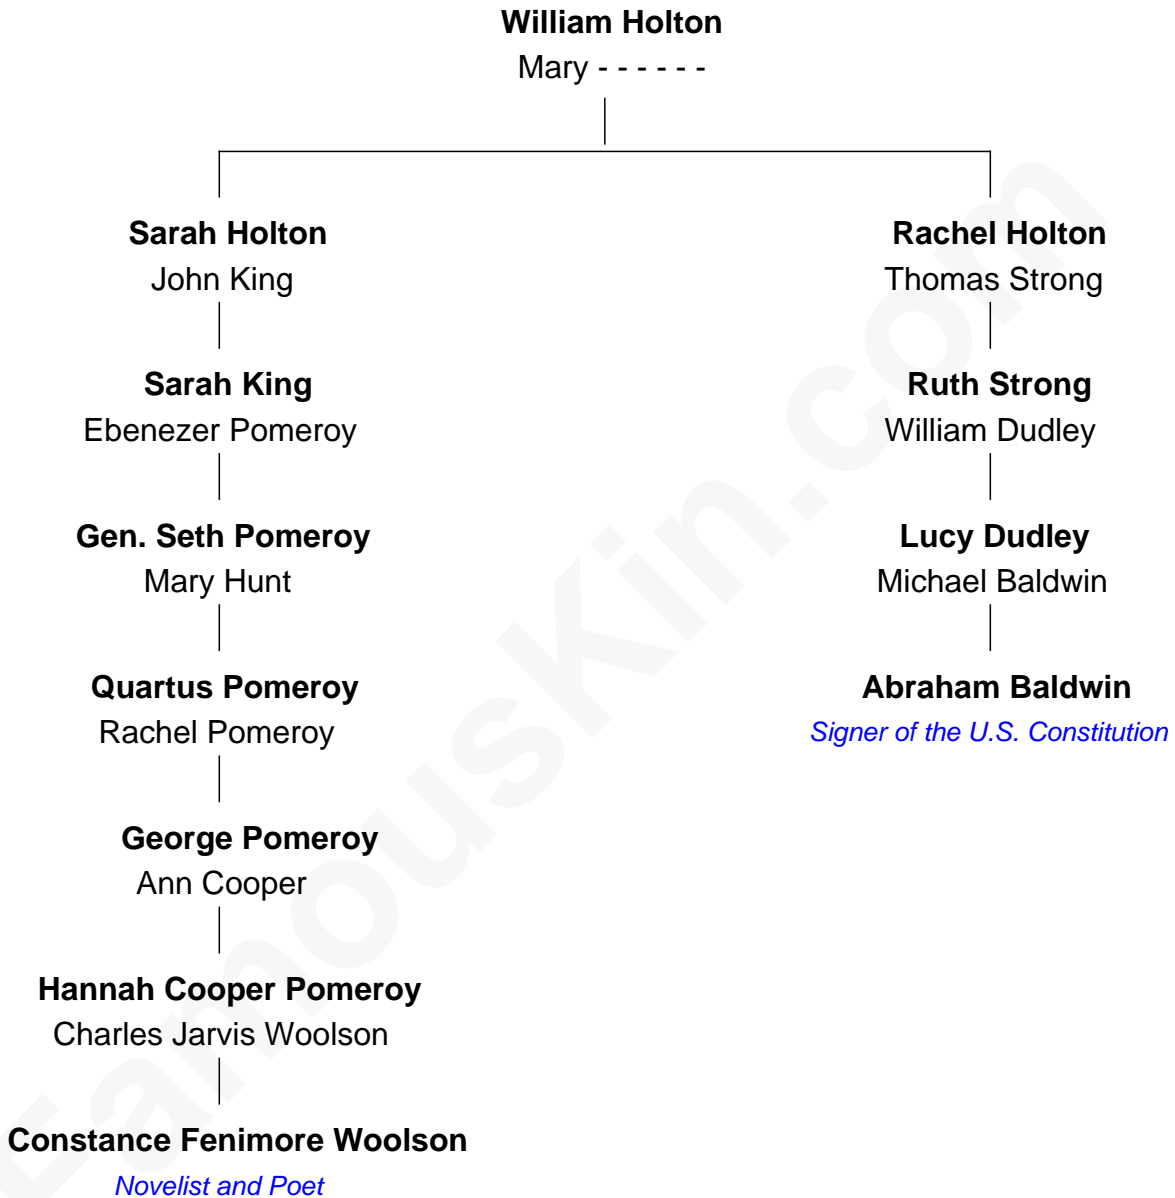 William Holton
Mary - - - - - -
Sarah Holton
John King
Rachel Holton
Thomas Strong
Sarah King
Ebenezer Pomeroy
Ruth Strong
William Dudley
Gen. Seth Pomeroy
Mary Hunt
Lucy Dudley
Michael Baldwin
Quartus Pomeroy
Rachel Pomeroy
Abraham Baldwin
Signer of the U.S. Constitution
George Pomeroy
Ann Cooper
Hannah Cooper Pomeroy
Charles Jarvis Woolson
Constance Fenimore Woolson
Novelist and Poet
FamousKin.com